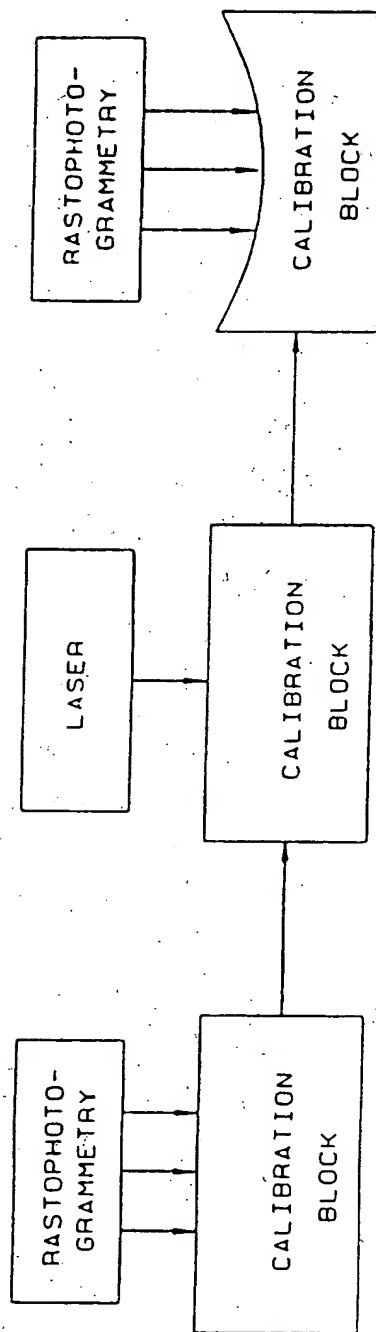 RASTOPHOTO-
GRAMMETRY
CALIBRATION
BLOCK
LASER
CALIBRATION
BLOCK
RASTOPHOTO-
GRAMMETRY
CALIBRATION
BLOCK